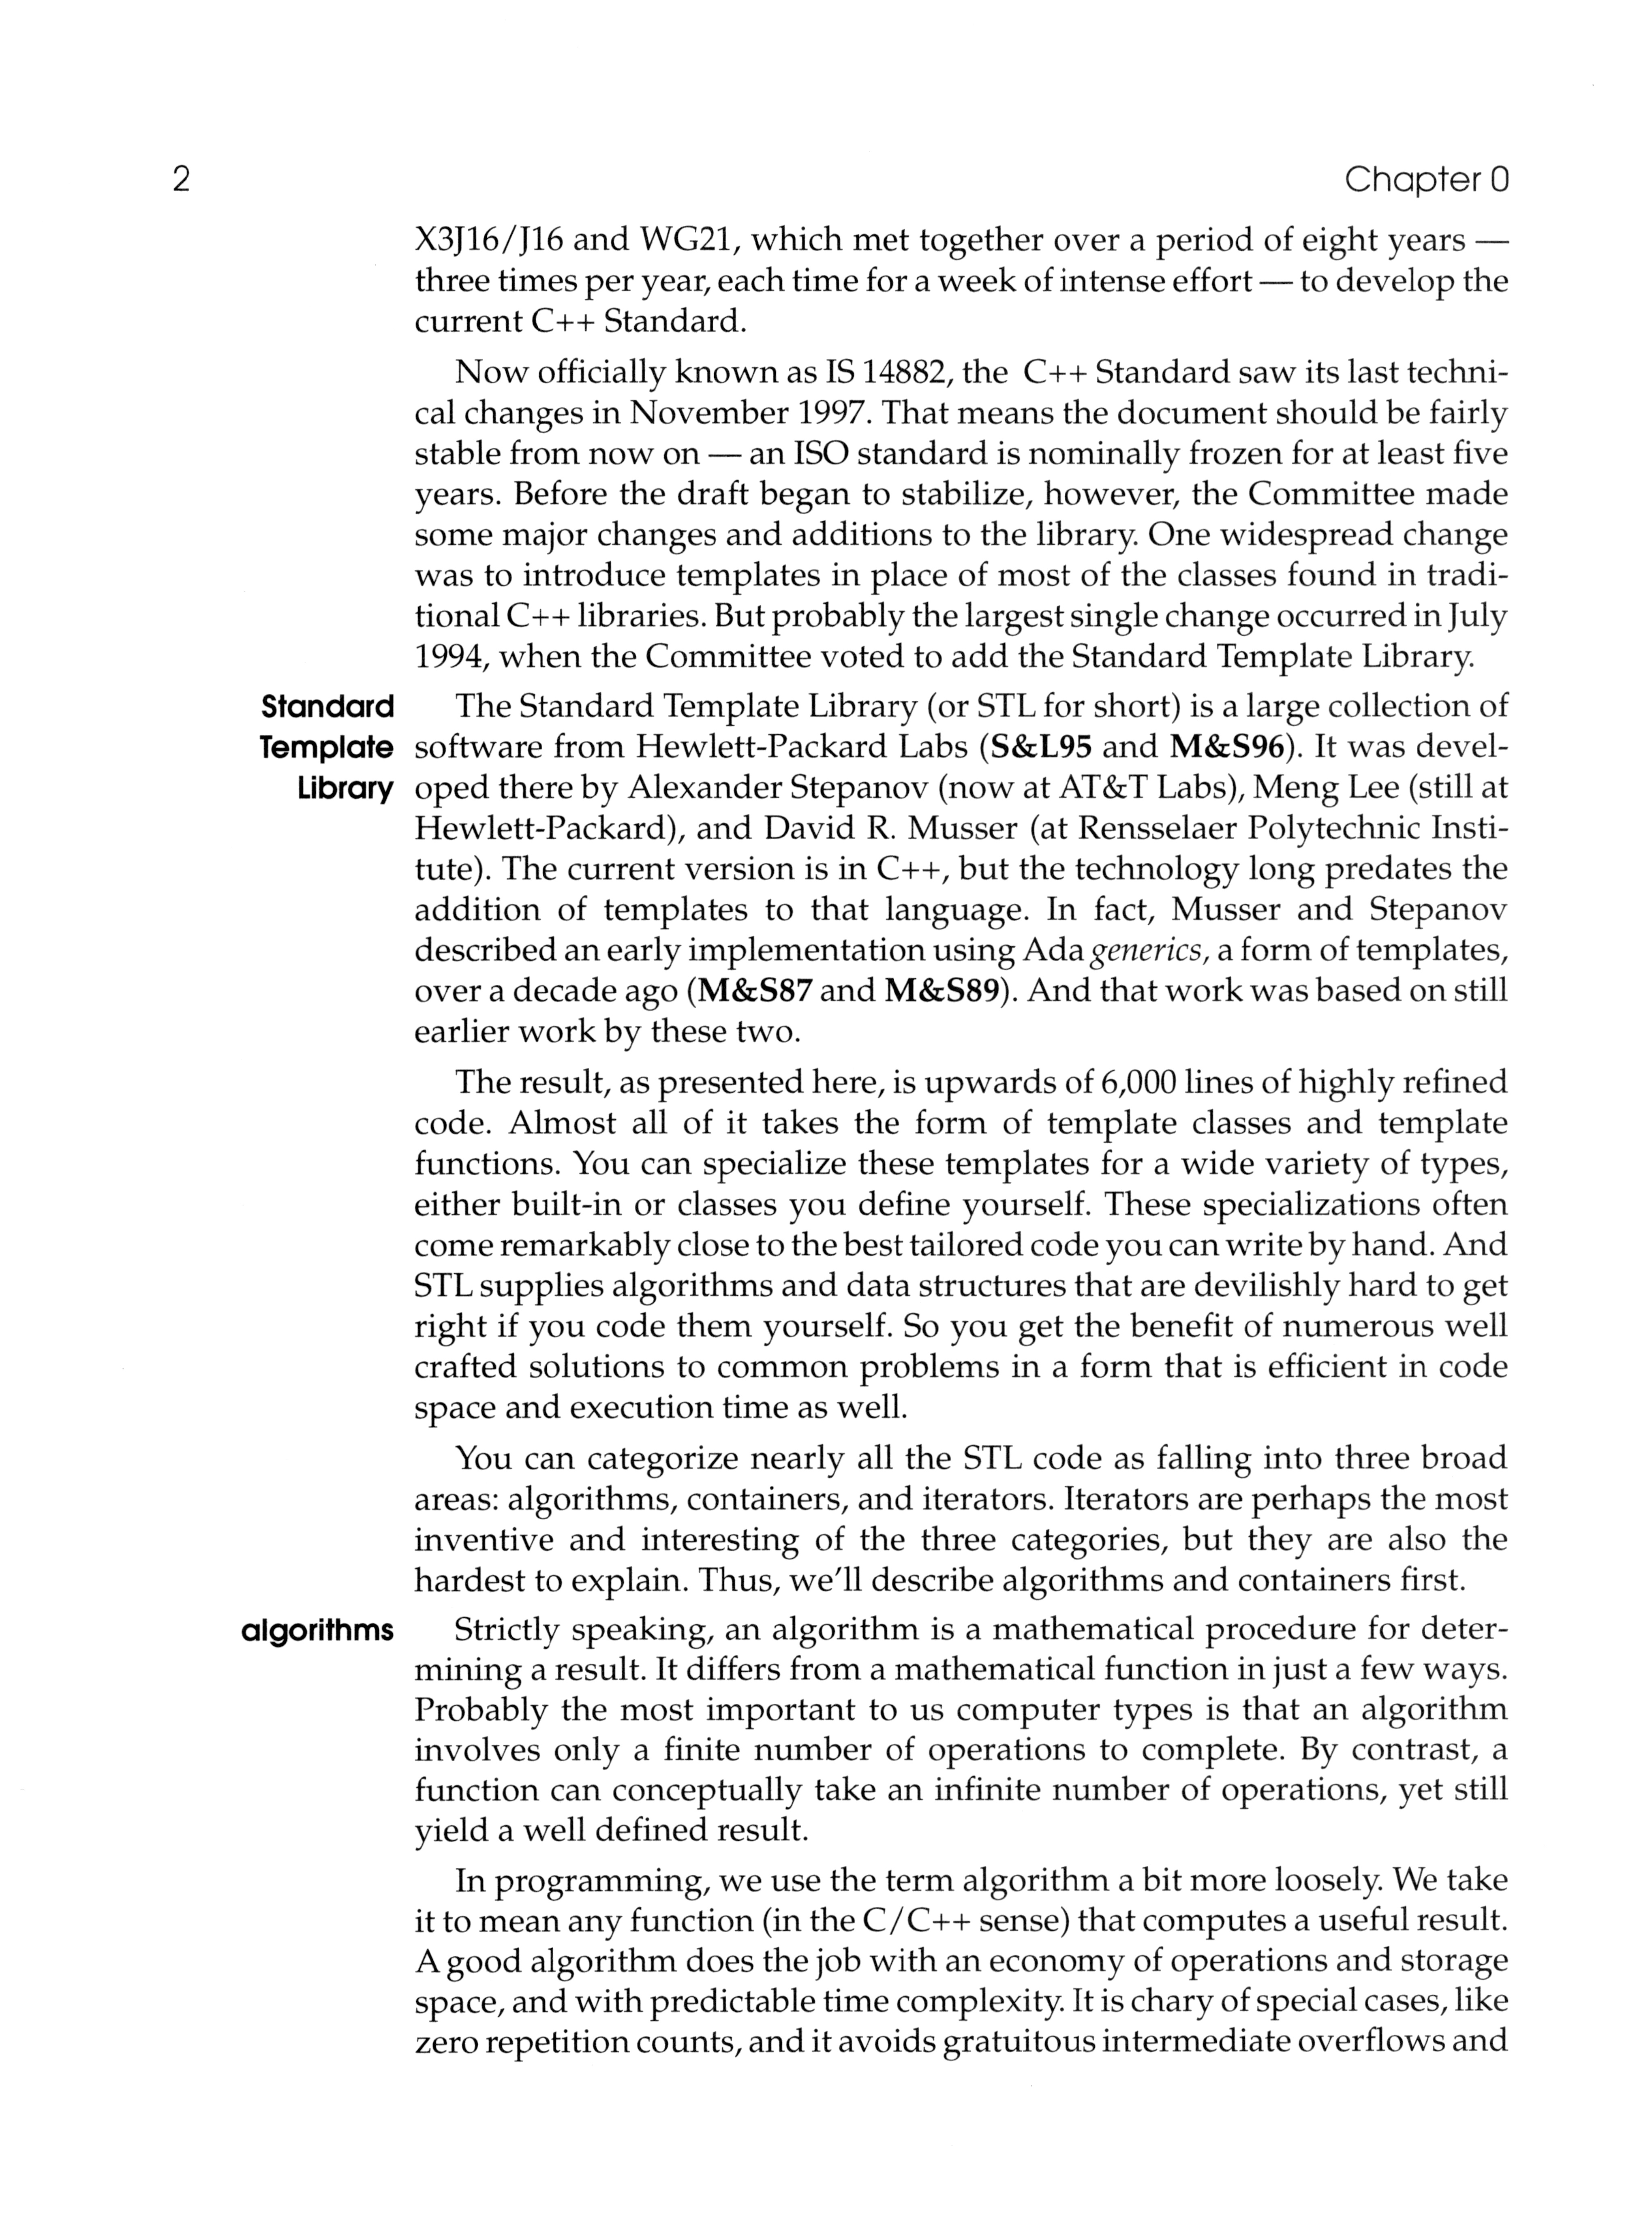 2 Chapter 0
X3J16/J16 and WG21, which met together over a period of eight years —
three times per year, each time for a week of intense effort — to develop the
current C++ Standard.
Now officially known as IS 14882, the C++ Standard saw its last techni-
cal changes in November 1997. That means the document should be fairly
stable from now on — an ISO standard is nominally frozen for at least five
years. Before the draft began to stabilize, however, the Committee made
some major changes and additions to the library. One widespread change
was to introduce templates in place of most of the classes found in tradi-
tional C++ libraries. But probably the largest single change occurred in July
1994, when the Committee voted to add the Standard Template Library.
Standard
Template
Library
The Standard Template Library (or STL for short) is a large collection of
software from Hewlett-Packard Labs (S&L95 and M&S96). It was devel-
oped there by Alexander Stepanov (now at AT&T Labs), Meng Lee (still at
Hewlett-Packard), and David R. Musser (at Rensselaer Polytechnic Insti-
tute). The current version is in C++, but the technology long predates the
addition of templates to that language. In fact, Musser and Stepanov
described an early implementation using Ada generics, a form of templates,
over a decade ago (M&S87 and M&S89). And that work was based on still
earlier work by these two.
The result, as presented here, is upwards of 6,000 lines of highly refined
code. Almost all of it takes the form of template classes and template
functions. You can specialize these templates for a wide variety of types,
either built-in or classes you define yourself. These specializations often
come remarkably close to the best tailored code you can write by hand. And
STL supplies algorithms and data structures that are devilishly hard to get
right if you code them yourself. So you get the benefit of numerous well
crafted solutions to common problems in a form that is efficient in code
space and execution time as well.
You can categorize nearly all the STL code as falling into three broad
areas: algorithms, containers, and iterators. Iterators are perhaps the most
inventive and interesting of the three categories, but they are also the
hardest to explain. Thus, we'll describe algorithms and containers first.
algorithms
Strictly speaking, an algorithm is a mathematical procedure for deter-
mining a result. It differs from a mathematical function in just a few ways.
Probably the most important to us computer types is that an algorithm
involves only a finite number of operations to complete. By contrast, a
function can conceptually take an infinite number of operations, yet still
yield a well defined result.
In programming, we use the term algorithm a bit more loosely. We take
it to mean any function (in the C/C++ sense) that computes a useful result.
A good algorithm does the job with an economy of operations and storage
space, and with predictable time complexity. It is chary of special cases, like
zero repetition counts, and it avoids gratuitous intermediate overflows and